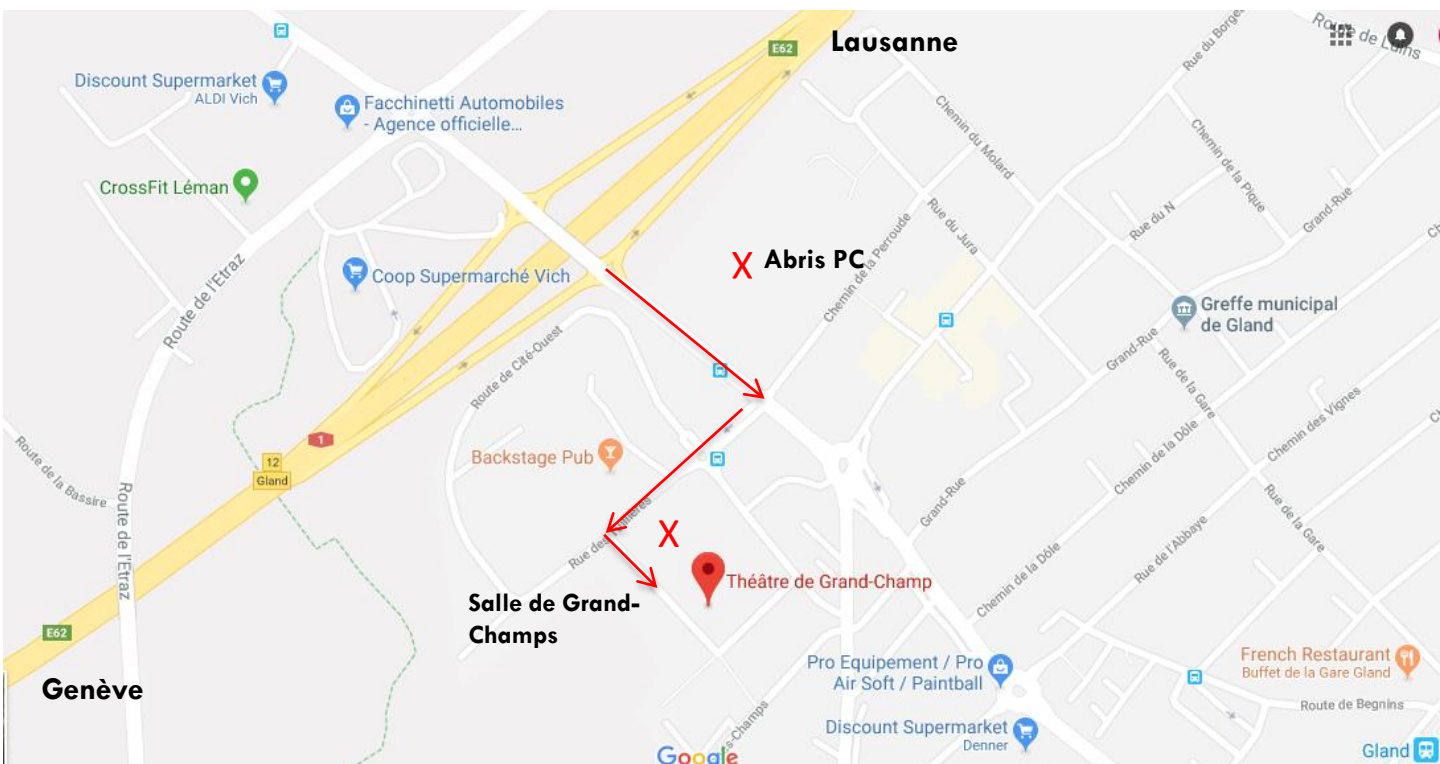 Lausanne
E62
Rue du Borge
Route de Luins
Discount Supermarket
ALDI Vich
Facchinetti Automobiles
- Agence officielle...
Chemin du Molard
Chemin de la Pique
CrossFit Léman
Rue du N
Grand-Rue
Rue du Jura
Ch
X Abris PC
Chemin de la Perroude
Route de l'Etraz
Coop Supermarché Vich
Greffe municipal
de Gland
Route de Cité-Ouest
Grand-Rue
Rue de la Gare
Chemin des Vignes
1
Backstage Pub
12
Gland
Route de la Bassire
Route de l'Etraz
Chemin de la Dôle
Grand-Rue
Rue de la Gare
Rue des
X
Rue de l'Abbaye
Théâtre de Grand-Champ
Chemin de la Dôle
Salle de Grand-
Champs
E62
Genève
Pro Equipement / Pro
Air Soft / Paintball
French Restaurant
Buffet de la Gare Gland
Route de Begnins
s-Champs
Discount Supermarket
Denner
Google
Gland